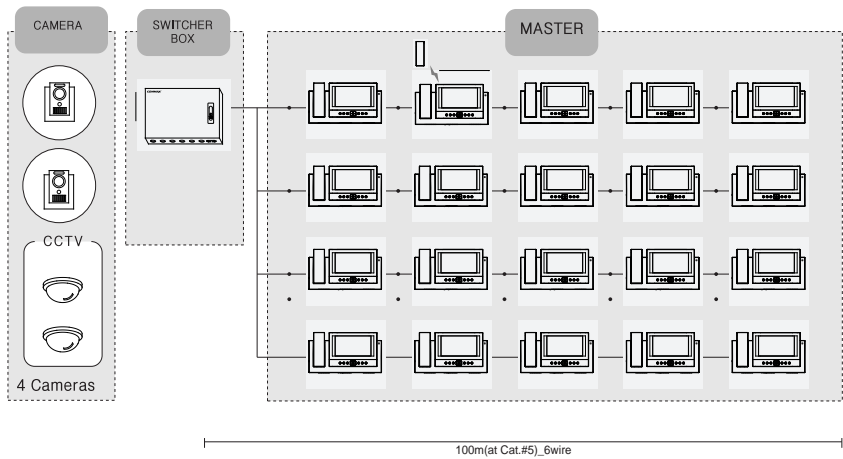 CAMERA
SWITCHER
BOX
MASTER
CCTV
4 Cameras
100m(at Cat.#5)_6wire